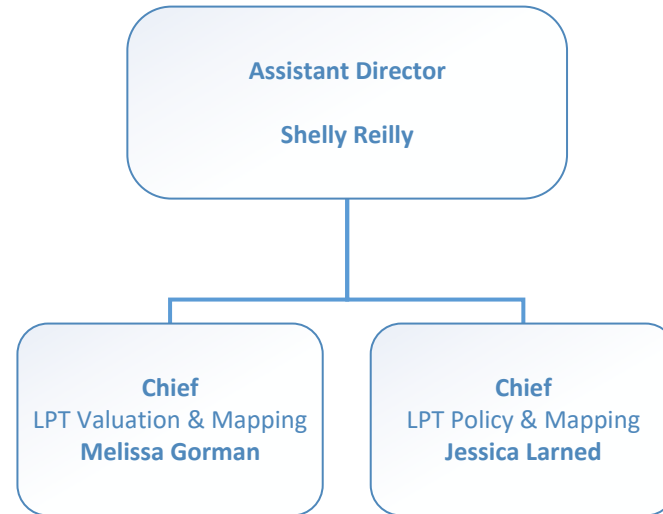 Assistant Director
Shelly Reilly
Chief
LPT Valuation & Mapping
Melissa Gorman
Chief
LPT Policy & Mapping
Jessica Larned